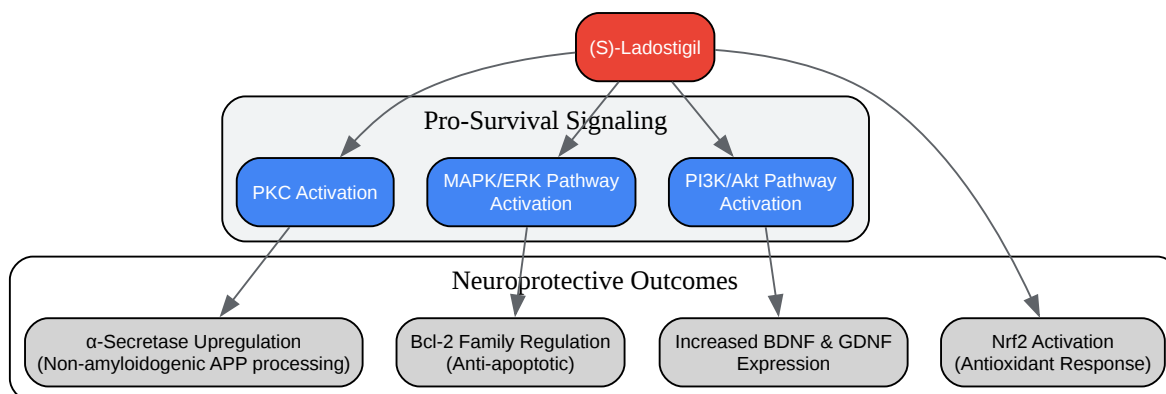 (S)-Ladostigil
Pro-Survival Signaling
PKC Activation
MAPK/ERK Pathway
Activation
PI3K/Akt Pathway
Activation
Neuroprotective Outcomes
α-Secretase Upregulation
(Non-amyloidogenic APP processing)
Bcl-2 Family Regulation
(Anti-apoptotic)
Increased BDNF & GDNF
Expression
Nrf2 Activation
(Antioxidant Response)